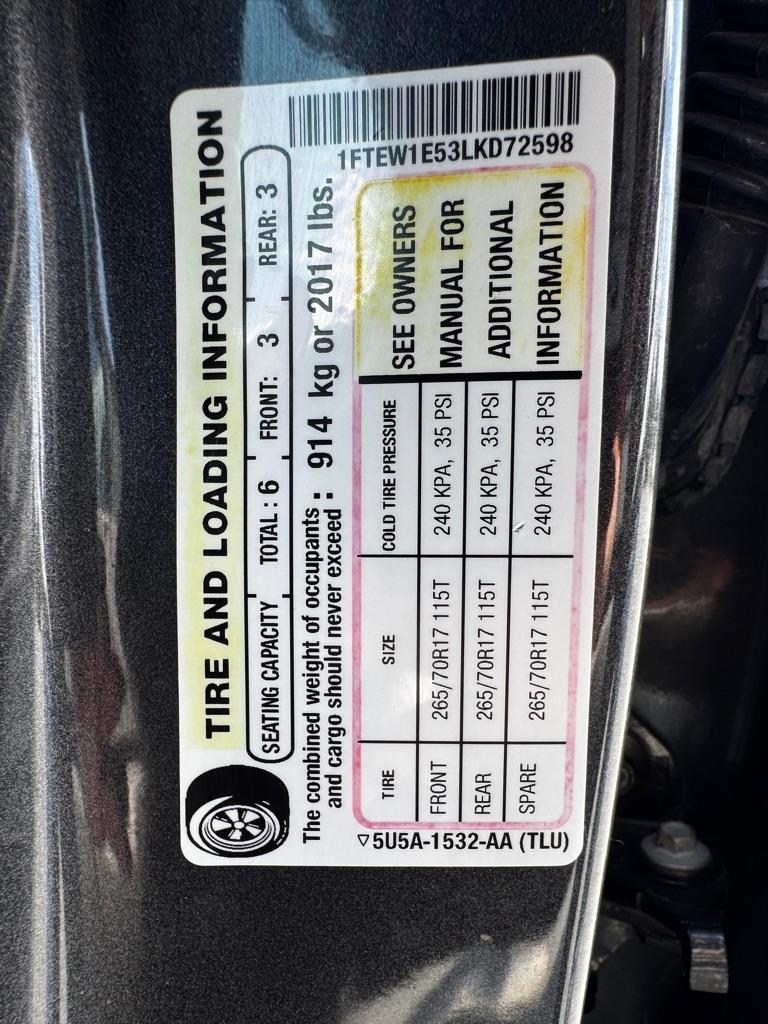 1FTEW1E53LKD72598
TIRE AND LOADING INFORMATION
SEATING CAPACITY TOTAL : 6 FRONT: 3 REAR: 3
The combined weight of occupants
and cargo should never exceed : 914 kg or 2017 lbs.
TIRE SIZE COLD TIRE PRESSURE
FRONT 265/70R17 115T 240 KPA, 35 PSI
REAR 265/70R17 115T 240 KPA, 35 PSI
SPARE 265/70R17 115T 240 KPA, 35 PSI
SEE OWNERS
MANUAL FOR
ADDITIONAL
INFORMATION
▽5U5A-1532-AA (TLU)